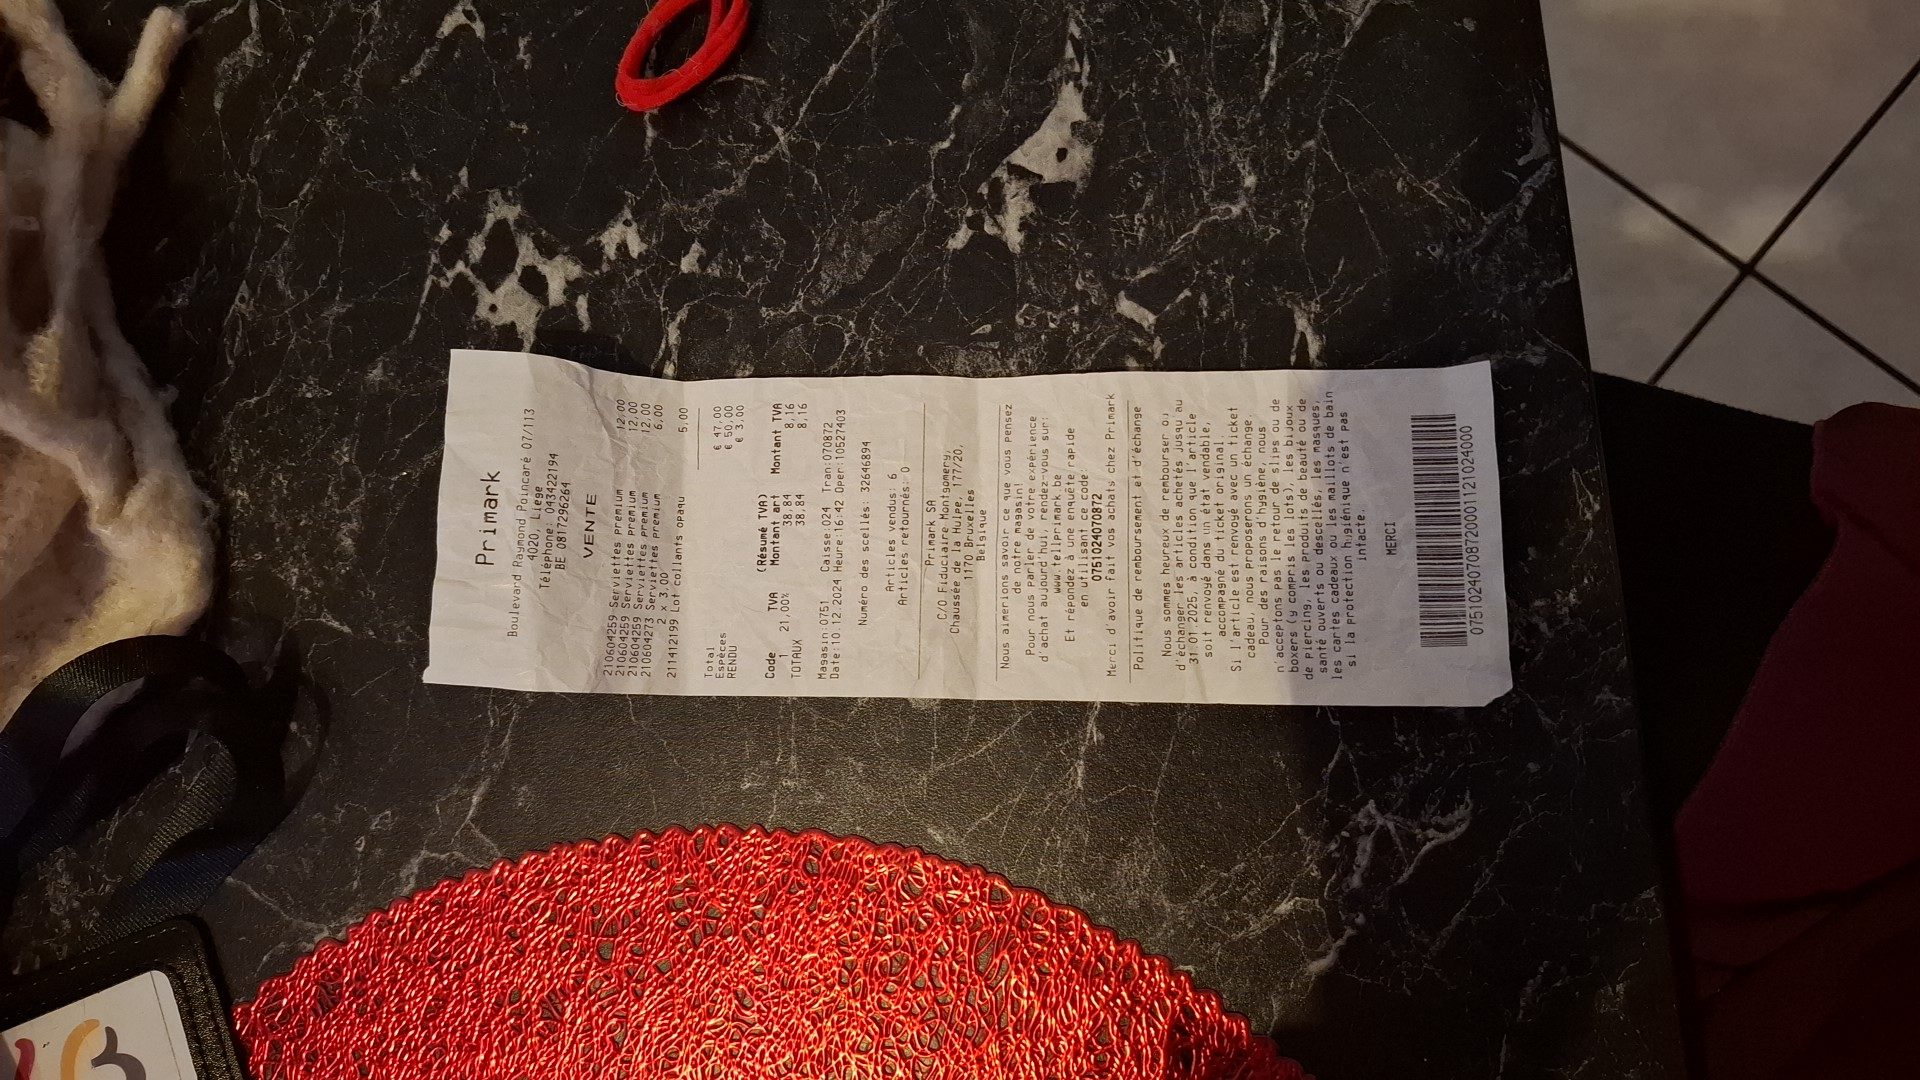 Primark
Boulevard Raymond Poincaré 07/113
4020, Liege
Téléphone: 043422194
BE 0817296264
VENTE
210604259 Serviettes premium 12,00
210604259 Serviettes premium 12,00
210604259 Serviettes premium 12,00
210604273 Serviettes premium 6,00
2 x 3,00
211412199 Lot collants opaqu 5,00
Total € 47,00
Espèces € 50,00
RENDU € 3,00
(Résumé TVA)
Code TVA Montant art Montant TVA
1 21,00% 38,84 8,16
TOTAUX 38,84 8,16
Magasin:0751 Caisse:024 Tran:070872
Date:10.12.2024 Heure:16:42 Oper:10527403
Numéro des scellés: 32646894
Articles vendus: 6
Articles retournés: 0
Primark SA
C/O Fiduciaire Montgomery,
Chaussée de la Hulpe, 177/20,
1170 Bruxelles
Belgique
Nous aimerions savoir ce que vous pensez
de notre magasin!
Pour nous parler de votre expérience
d'achat aujourd'hui, rendez-vous sur:
www.tellprimark.be
Et répondez à une enquête rapide
en utilisant ce code:
0751024070872
Merci d'avoir fait vos achats chez Primark
Politique de remboursement et d'échange
Nous sommes heureux de rembourser ou
d'échanger les articles achetés jusqu'au
31.01.2025, à condition que l'article
soit renvoyé dans un état vendable,
accompagné du ticket original.
Si l'article est renvoyé avec un ticket
cadeau, nous proposerons un échange.
Pour des raisons d'hygiène, nous
n'acceptons pas le retour de slips ou de
boxers (y compris les lots), les bijoux
de piercing, les produits de beauté ou de
santé ouverts ou descellés, les masques,
les cartes cadeaux ou les maillots de bain
si la protection hygiénique n'est pas
intacte.
MERCI
07510240708720001121024000